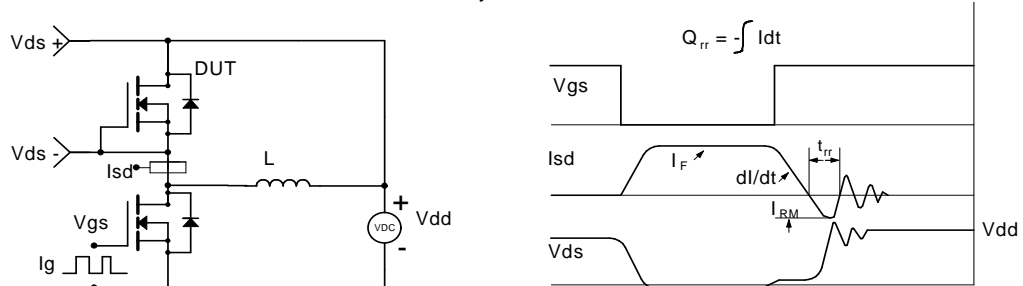 Vds +
DUT
Vds -
Isd
L
Vgs
+
VDC
Vdd
-
Ig
Q rr = -∫ Idt
Vgs
Isd
I F
dI/dt
t rr
I RM
Vdd
Vds